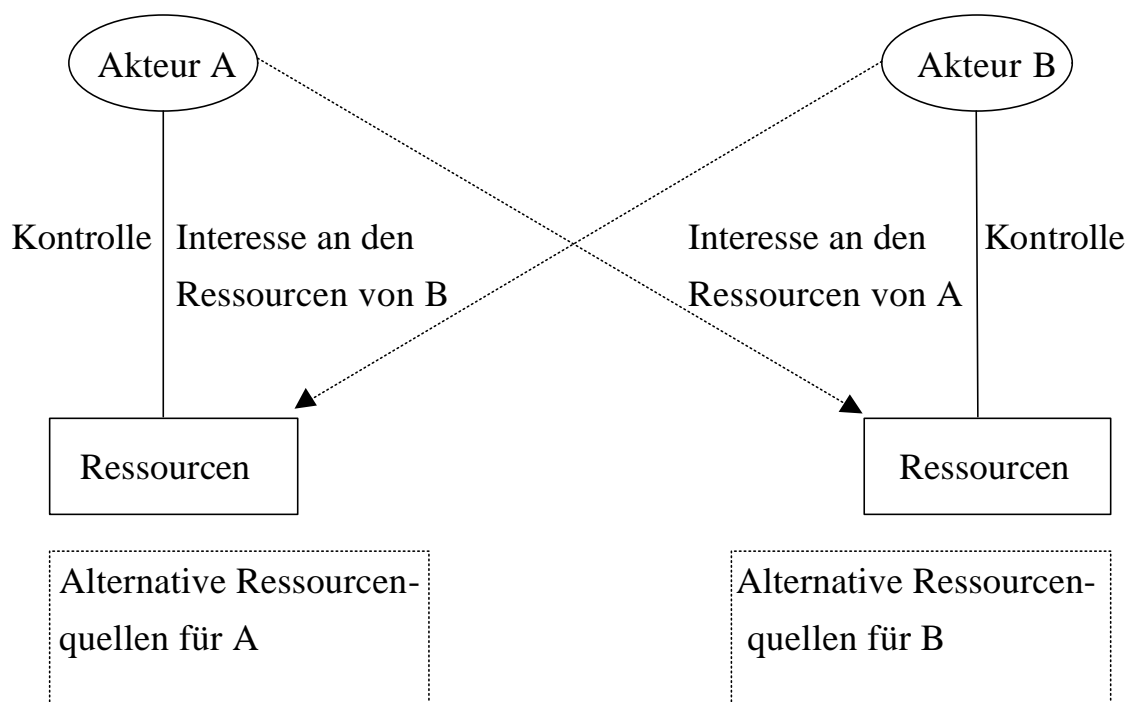 Akteur A
Akteur B
Kontrolle
Interesse an den
Ressourcen von B
Interesse an den
Ressourcen von A
Kontrolle
Ressourcen
Ressourcen
Alternative Ressourcen-
quellen für A
Alternative Ressourcen-
quellen für B